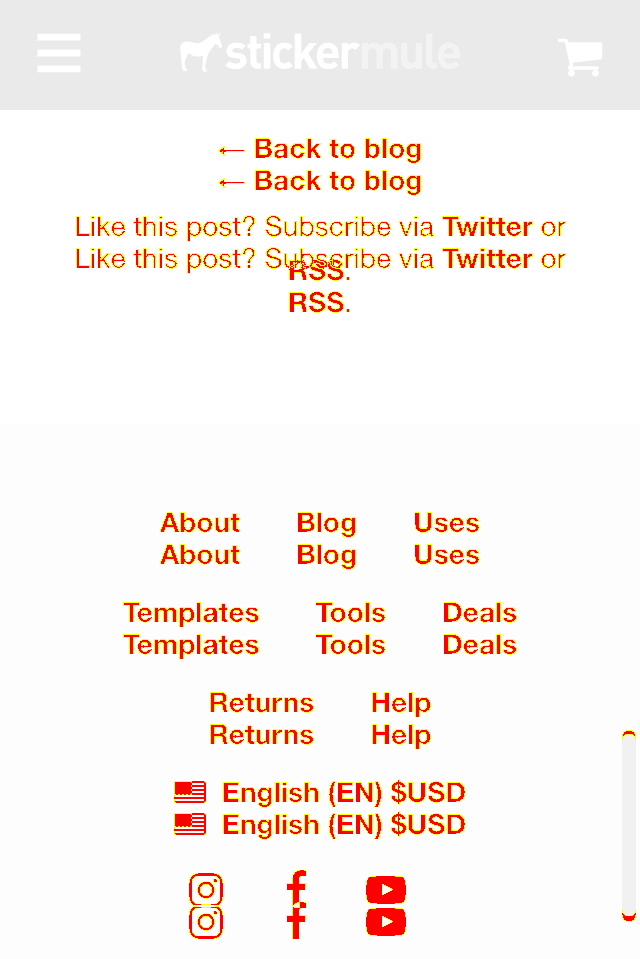 stickermule
← Back to blog
← Back to blog
Like this post? Subscribe via Twitter or
Like this post? Subscribe via Twitter or
RSS.
RSS.
About Blog Uses
About Blog Uses
Templates Tools Deals
Templates Tools Deals
Returns Help
Returns Help
English (EN) $USD
English (EN) $USD